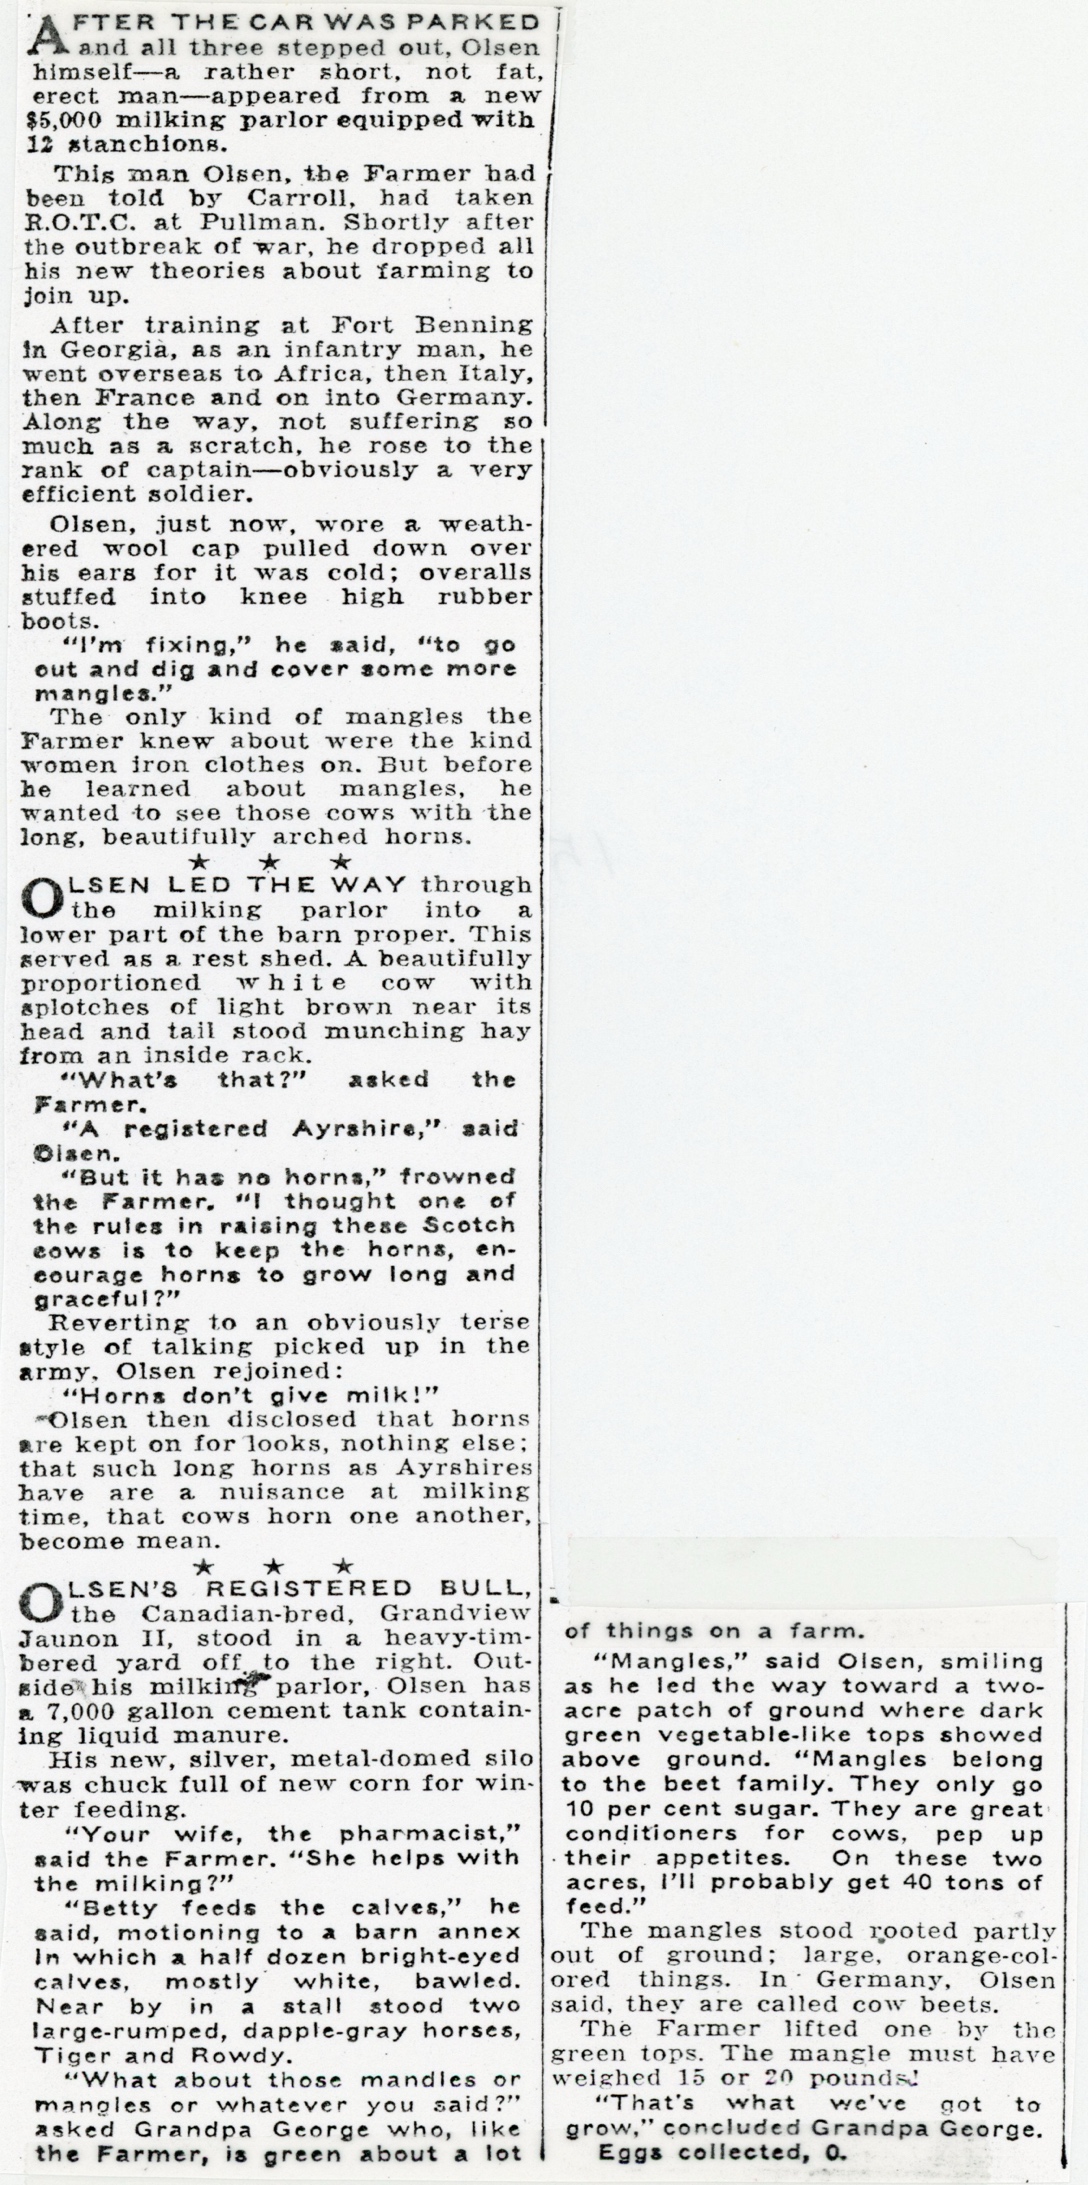 AFTER THE CAR WAS PARKED
and all three stepped out, Olsen
himself—a rather short, not fat,
erect man—appeared from a new
$5,000 milking parlor equipped with
12 stanchions.
This man Olsen, the Farmer had
been told by Carroll, had taken
R.O.T.C. at Pullman. Shortly after
the outbreak of war, he dropped all
his new theories about farming to
join up.
After training at Fort Benning
in Georgia, as an infantry man, he
went overseas to Africa, then Italy,
then France and on into Germany.
Along the way, not suffering so
much as a scratch, he rose to the
rank of captain—obviously a very
efficient soldier.
Olsen, just now, wore a weath-
ered wool cap pulled down over
his ears for it was cold; overalls
stuffed into knee high rubber
boots.
"I'm fixing," he said, "to go
out and dig and cover some more
mangles."
The only kind of mangles the
Farmer knew about were the kind
women iron clothes on. But before
he learned about mangles, he
wanted to see those cows with the
long, beautifully arched horns.
★ ★ ★
OLSEN LED THE WAY through
the milking parlor into a
lower part of the barn proper. This
served as a rest shed. A beautifully
proportioned white cow with
splotches of light brown near its
head and tail stood munching hay
from an inside rack.
"What's that?" asked the
Farmer.
"A registered Ayrshire," said
Olsen.
"But it has no horns," frowned
the Farmer. "I thought one of
the rules in raising these Scotch
cows is to keep the horns, en-
courage horns to grow long and
graceful?"
Reverting to an obviously terse
style of talking picked up in the
army, Olsen rejoined:
"Horns don't give milk!"
Olsen then disclosed that horns
are kept on for looks, nothing else;
that such long horns as Ayrshires
have are a nuisance at milking
time, that cows horn one another,
become mean.
★ ★ ★
OLSEN'S REGISTERED BULL,
the Canadian-bred, Grandview
Jaunon II, stood in a heavy-tim-
bered yard off to the right. Out-
side his milking parlor, Olsen has
a 7,000 gallon cement tank contain-
ing liquid manure.
His new, silver, metal-domed silo
was chuck full of new corn for win-
ter feeding.
"Your wife, the pharmacist,"
said the Farmer. "She helps with
the milking?"
"Betty feeds the calves," he
said, motioning to a barn annex
in which a half dozen bright-eyed
calves, mostly white, bawled.
Near by in a stall stood two
large-rumped, dapple-gray horses,
Tiger and Rowdy.
"What about those mandles or
mangles or whatever you said?"
asked Grandpa George who, like
the Farmer, is green about a lot
of things on a farm.
"Mangles," said Olsen, smiling
as he led the way toward a two-
acre patch of ground where dark
green vegetable-like tops showed
above ground. "Mangles belong
to the beet family. They only go
10 per cent sugar. They are great
conditioners for cows, pep up
their appetites. On these two
acres, I'll probably get 40 tons of
feed."
The mangles stood rooted partly
out of ground; large, orange-col-
ored things. In Germany, Olsen
said, they are called cow beets.
The Farmer lifted one by the
green tops. The mangle must have
weighed 15 or 20 pounds!
"That's what we've got to
grow," concluded Grandpa George.
Eggs collected, 0.